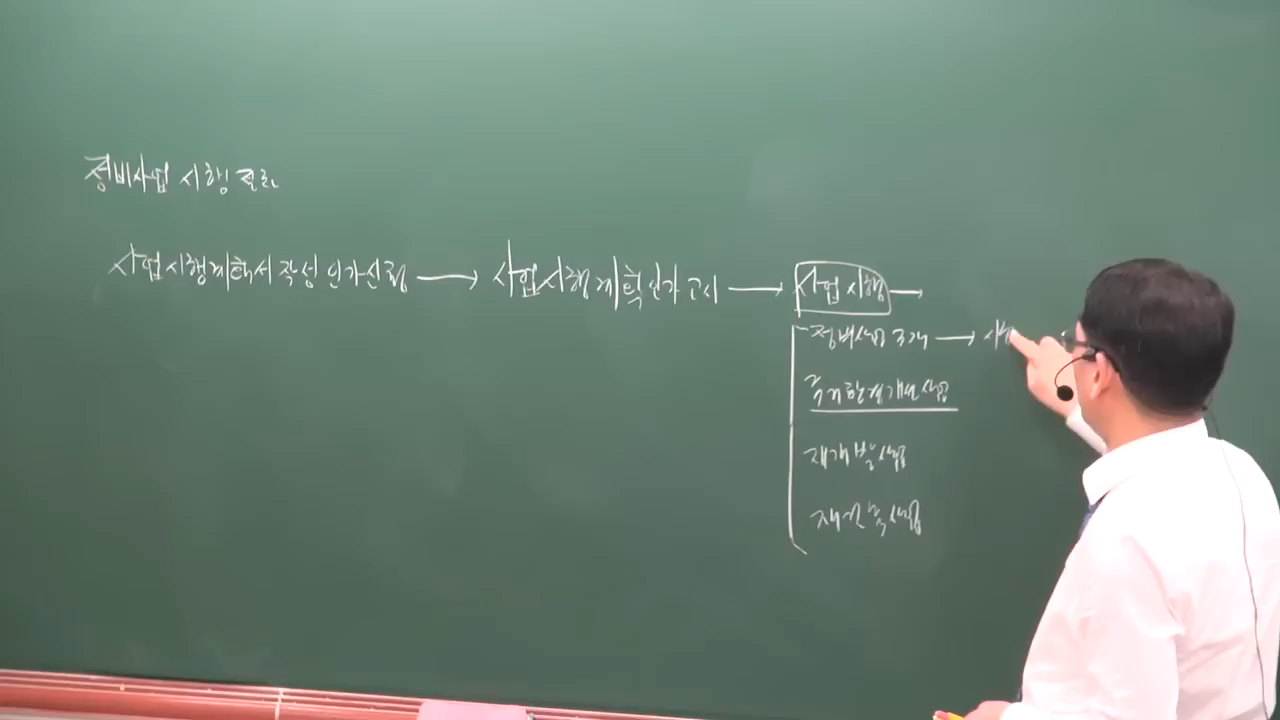 정비사업 시행 절차
사업시행계획서 작성 인가신청 → 사업시행계획인가 고시 → 사업시행 →
정비사업 3개 →
주거환경개선사업
재개발사업
재건축사업